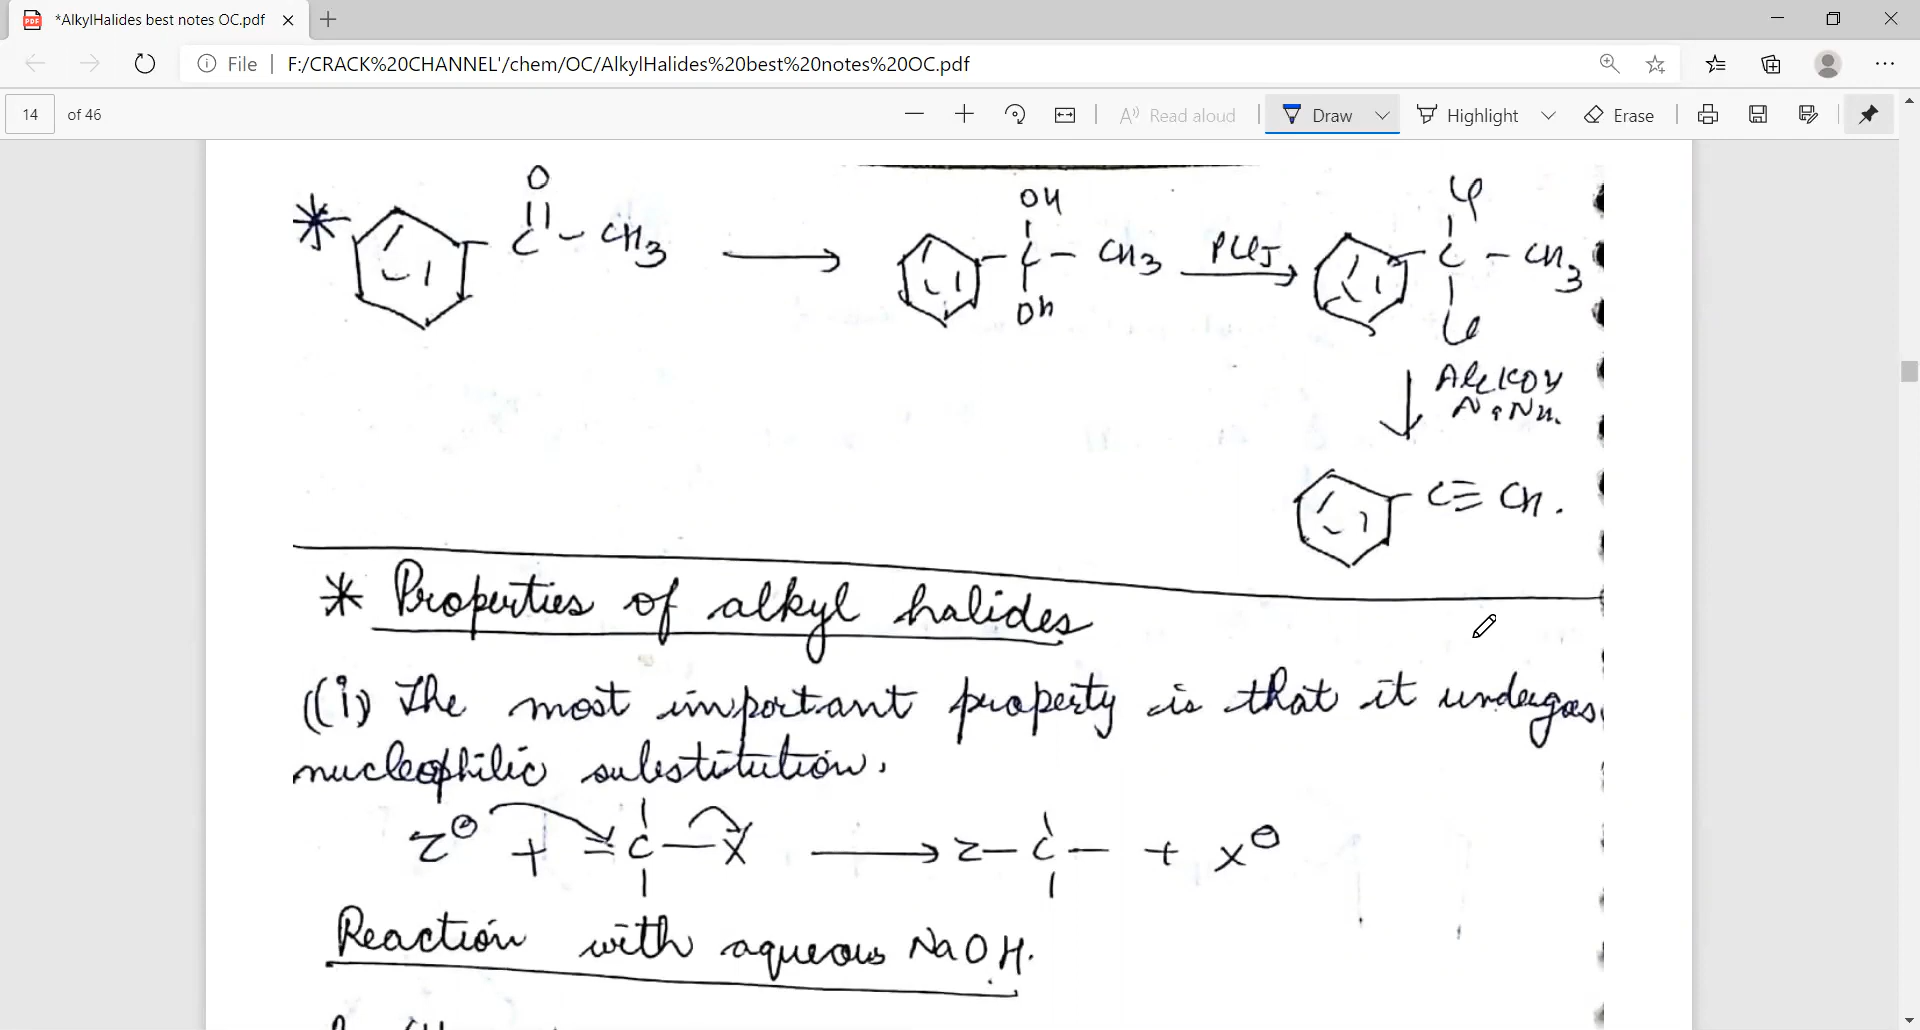 *AlkylHalides best notes OC.pdf
File | F:/CRACK%20CHANNEL'/chem/OC/AlkylHalides%20best%20notes%20OC.pdf
14 of 46
Read aloud
Draw
Highlight
Erase
* O
C - CH3 → OH
C - CH3 PCl5 Cl
C - CH3
OH
Cl
Alc KOH
NaNH2
C ≡ CH.
* Properties of alkyl halides
(i) The most important property is that it undergoes
nucleophilic substitution.
Z⊖ + C — X → Z — C — + X⊖
Reaction with aqueous NaOH.